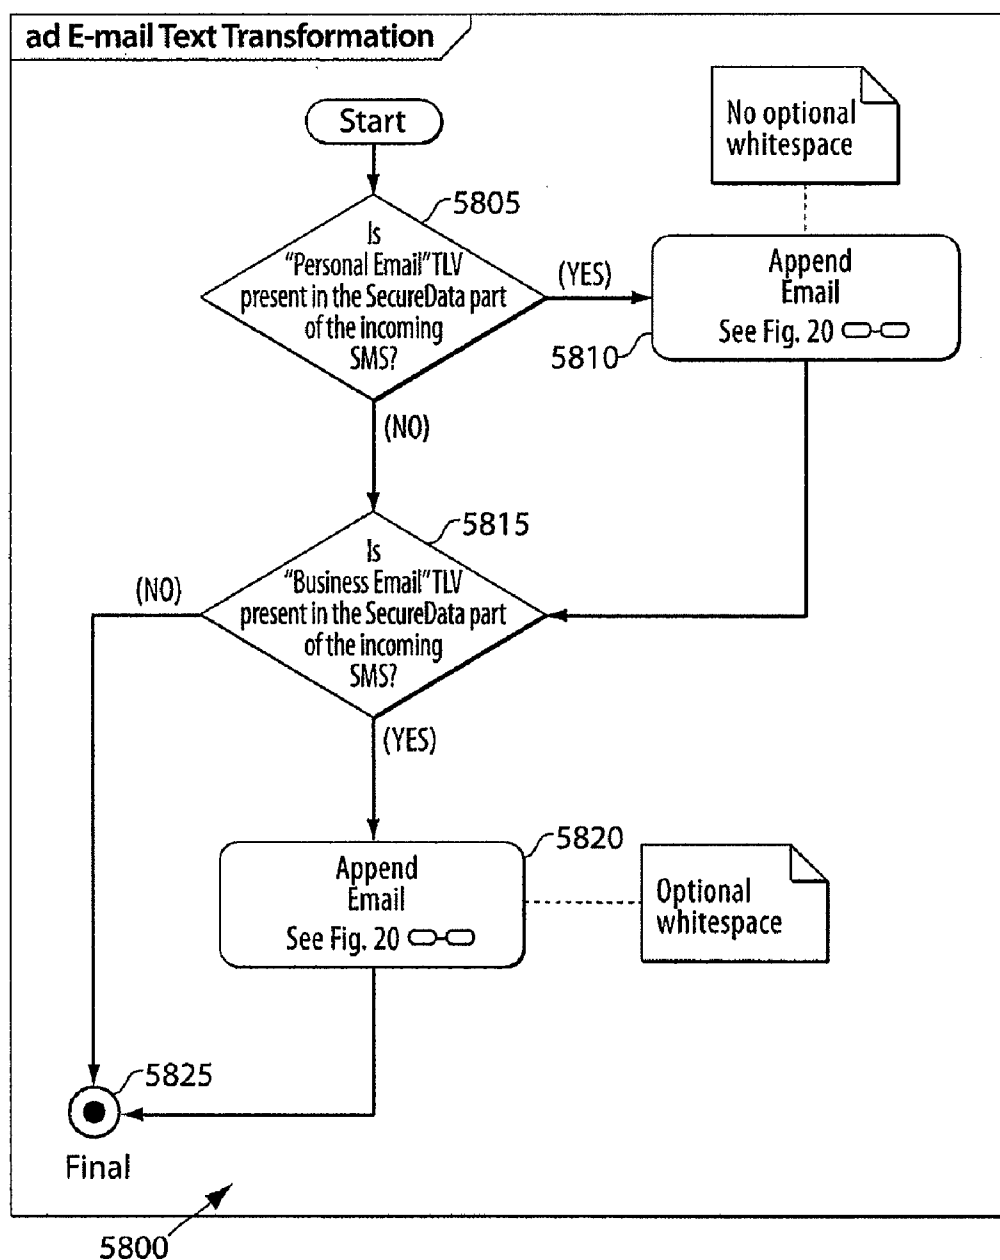 ad E-mail Text Transformation
Start
No optional
whitespace
5805
Is
"Personal Email" TLV
present in the SecureData part
of the incoming
SMS?
(YES)
Append
Email
See Fig. 20
5810
(NO)
5815
Is
"Business Email" TLV
present in the SecureData part
of the incoming
SMS?
(NO)
(YES)
5820
Append
Email
See Fig. 20
Optional
whitespace
5825
Final
5800